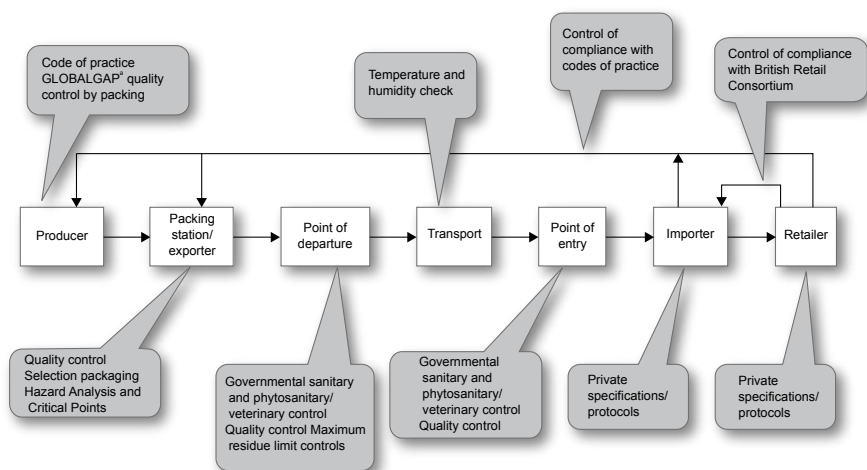 Code of practice
GLOBALGAPª quality
control by packing
Temperature and
humidity check
Control of
compliance with
codes of practice
Control of compliance
with British Retail
Consortium
Producer
Packing
station/
exporter
Point of
departure
Transport
Point of
entry
Importer
Retailer
Quality control
Selection packaging
Hazard Analysis and
Critical Points
Governmental sanitary
and phytosanitary/
veterinary control
Quality control Maximum
residue limit controls
Governmental
sanitary and
phytosanitary/
veterinary control
Quality control
Private
specifications/
protocols
Private
specifications/
protocols